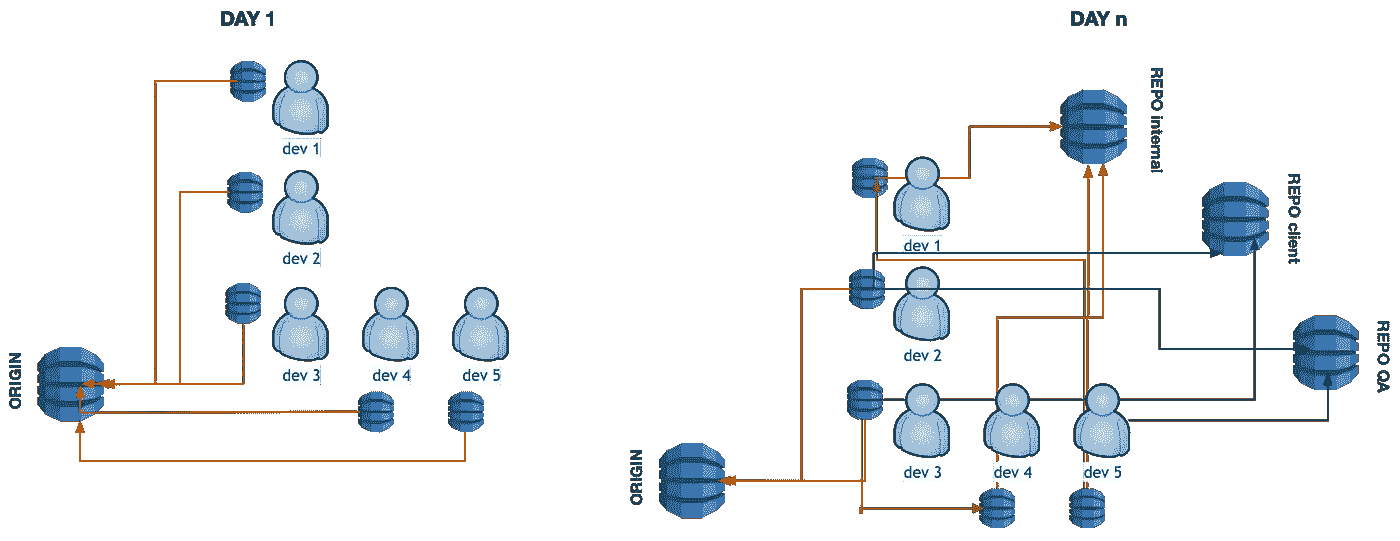 DAY 1
dev 1
dev 2
dev 3
dev 4
dev 5
ORIGIN
DAY n
REPO internal
REPO client
REPO QA
dev 1
dev 2
dev 3
dev 4
dev 5
ORIGIN